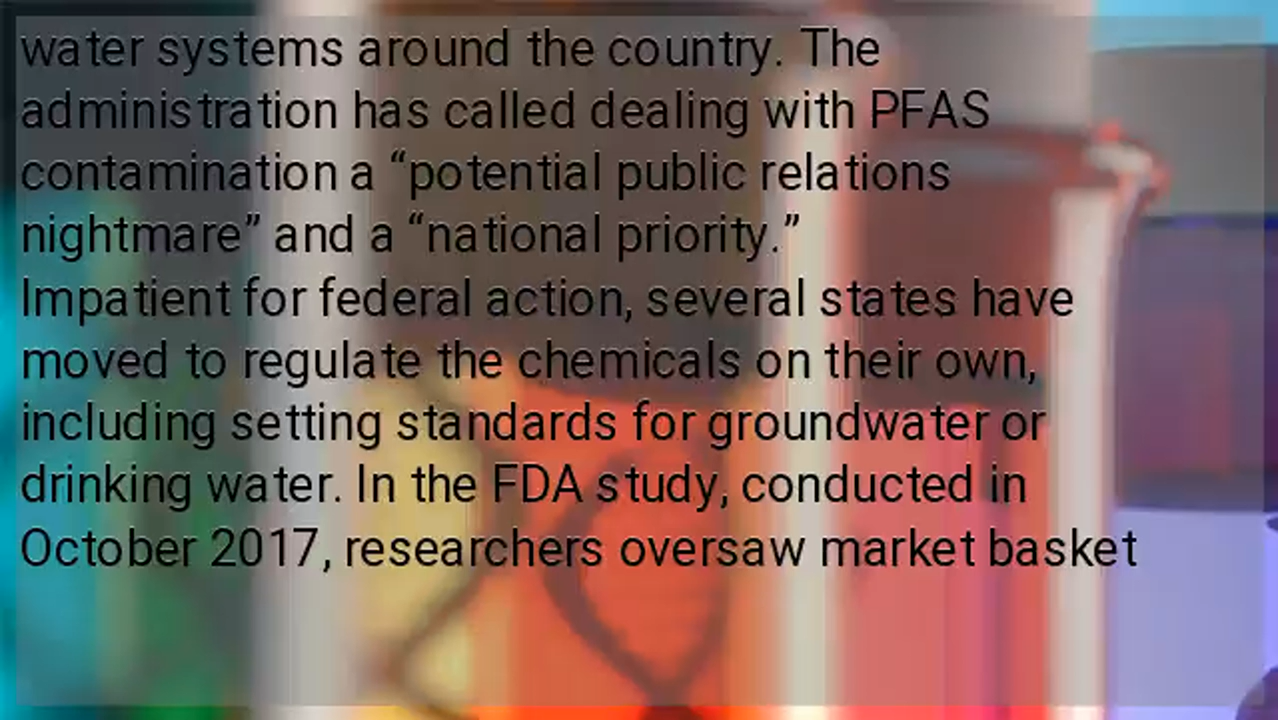 water systems around the country. The
administration has called dealing with PFAS
contamination a “potential public relations
nightmare” and a “national priority.”
Impatient for federal action, several states have
moved to regulate the chemicals on their own,
including setting standards for groundwater or
drinking water. In the FDA study, conducted in
October 2017, researchers oversaw market basket